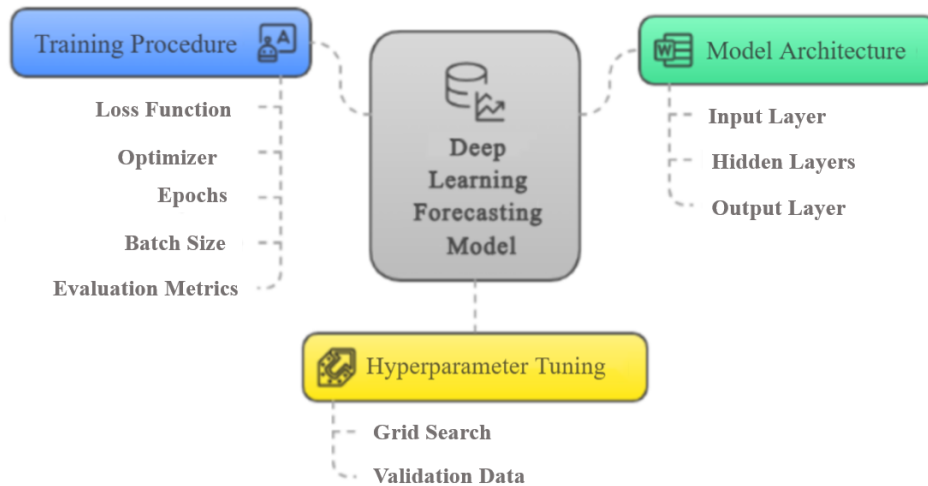 Training Procedure
A
Loss Function
Optimizer
Epochs
Batch Size
Evaluation Metrics
Deep
Learning
Forecasting
Model
W
Model Architecture
Input Layer
Hidden Layers
Output Layer
Hyperparameter Tuning
Grid Search
Validation Data